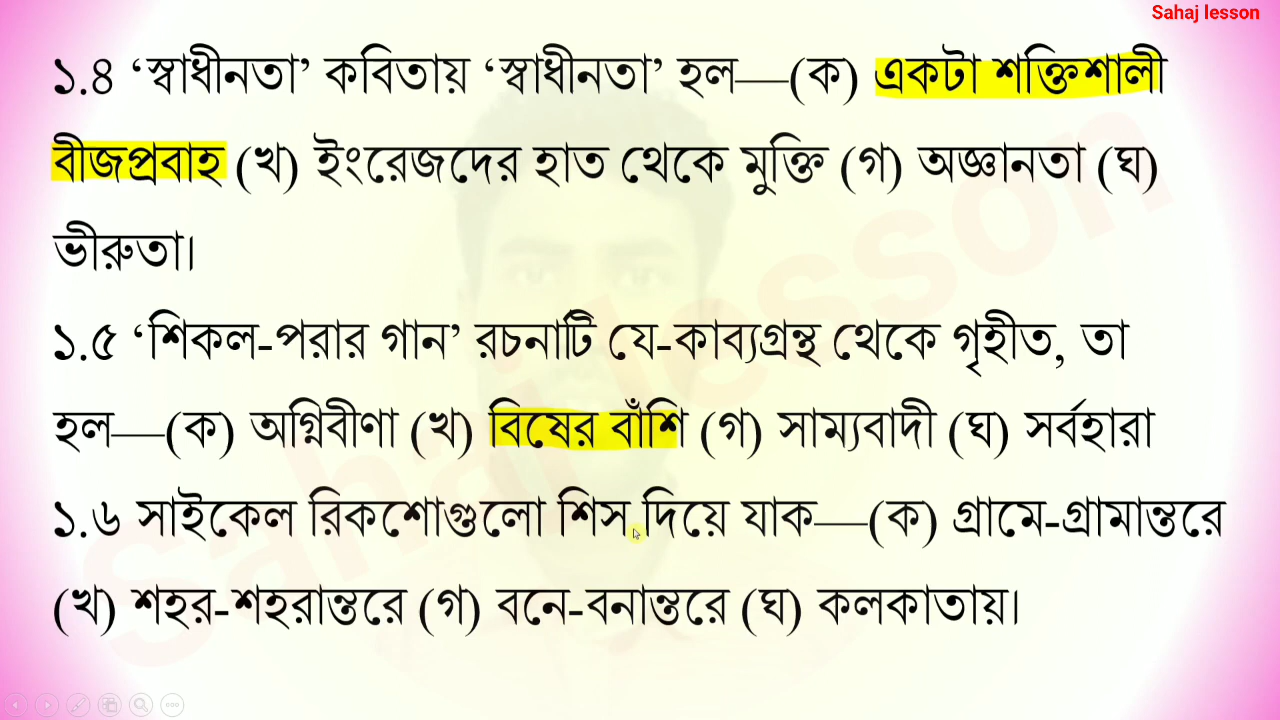 Sahaj lesson
১.৪ ‘স্বাধীনতা’ কবিতায় ‘স্বাধীনতা’ হল—(ক) একটা শক্তিশালী
বীজপ্রবাহ (খ) ইংরেজদের হাত থেকে মুক্তি (গ) অজ্ঞানতা (ঘ)
ভীরুতা।
১.৫ ‘শিকল-পরার গান’ রচনাটি যে-কাব্যগ্রন্থ থেকে গৃহীত, তা
হল—(ক) অগ্নিবীণা (খ) বিষের বাঁশি (গ) সাম্যবাদী (ঘ) সর্বহারা
১.৬ সাইকেল রিকশোগুলো শিস দিয়ে যাক—(ক) গ্রামে-গ্রামান্তরে
(খ) শহর-শহরান্তরে (গ) বনে-বনান্তরে (ঘ) কলকাতায়।
Sahaj lesson